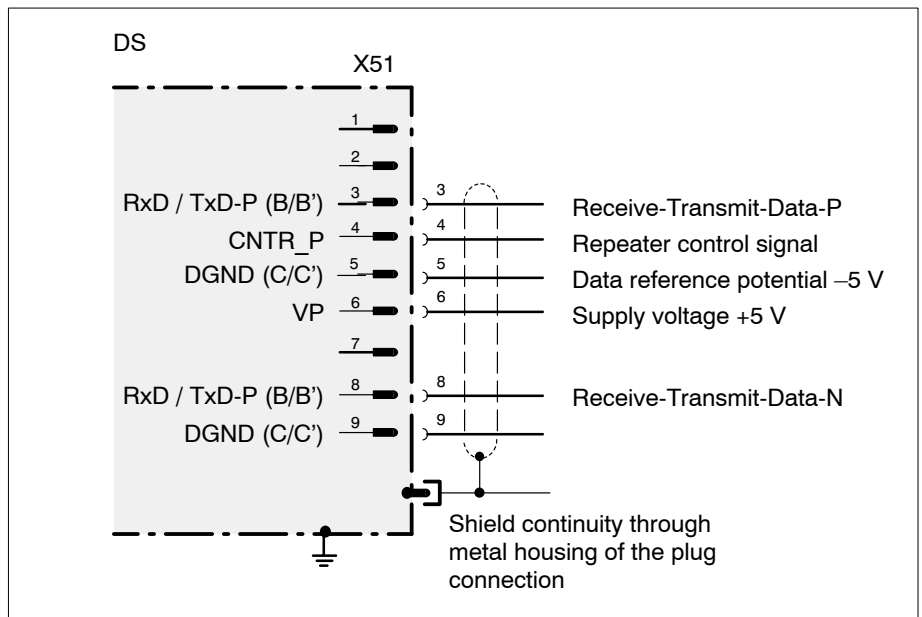 DS
X51
1
2
RxD / TxD-P (B/B’) 3 3 Receive-Transmit-Data-P
CNTR_P 4 4 Repeater control signal
DGND (C/C’) 5 5 Data reference potential –5 V
VP 6 6 Supply voltage +5 V
7
RxD / TxD-P (B/B’) 8 8 Receive-Transmit-Data-N
DGND (C/C’) 9 9
Shield continuity through
metal housing of the plug
connection